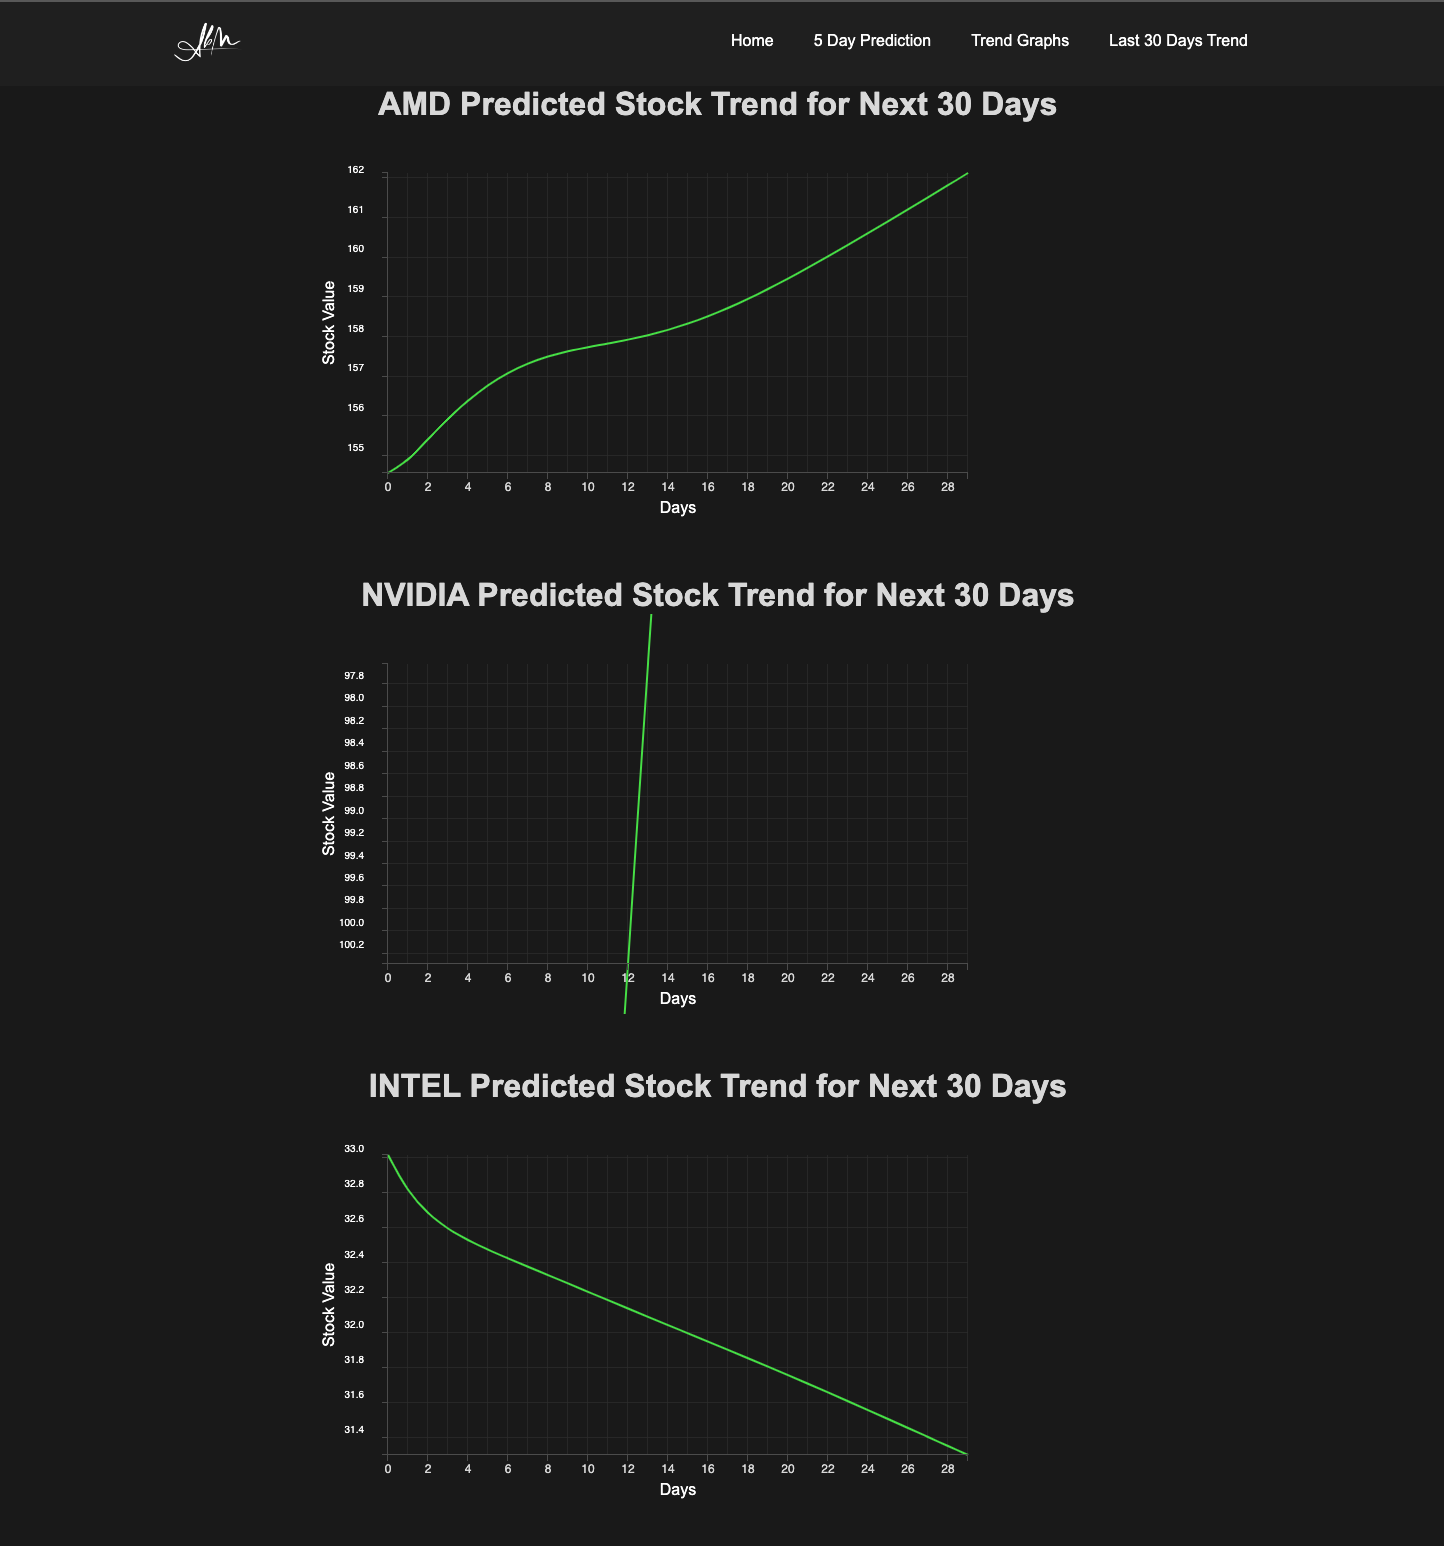 Home 5 Day Prediction Trend Graphs Last 30 Days Trend
AMD Predicted Stock Trend for Next 30 Days
162
161
160
159
158
157
156
155
Stock Value
0 2 4 6 8 10 12 14 16 18 20 22 24 26 28
Days
NVIDIA Predicted Stock Trend for Next 30 Days
97.8
98.0
98.2
98.4
98.6
98.8
99.0
99.2
99.4
99.6
99.8
100.0
100.2
Stock Value
0 2 4 6 8 10 12 14 16 18 20 22 24 26 28
Days
INTEL Predicted Stock Trend for Next 30 Days
33.0
32.8
32.6
32.4
32.2
32.0
31.8
31.6
31.4
Stock Value
0 2 4 6 8 10 12 14 16 18 20 22 24 26 28
Days